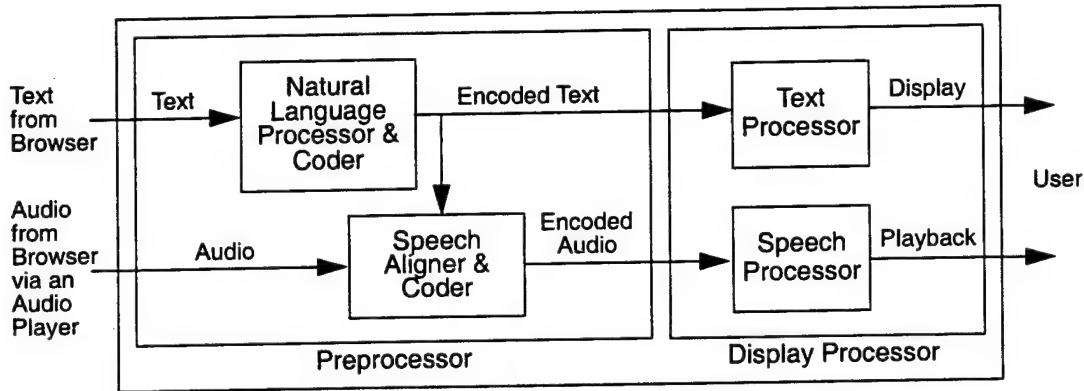 Text
from
Browser
Text
Natural
Language
Processor &
Coder
Encoded Text
Text
Processor
Display
User
Audio
from
Browser
via an
Audio
Player
Audio
Speech
Aligner &
Coder
Encoded
Audio
Speech
Processor
Playback
Preprocessor
Display Processor